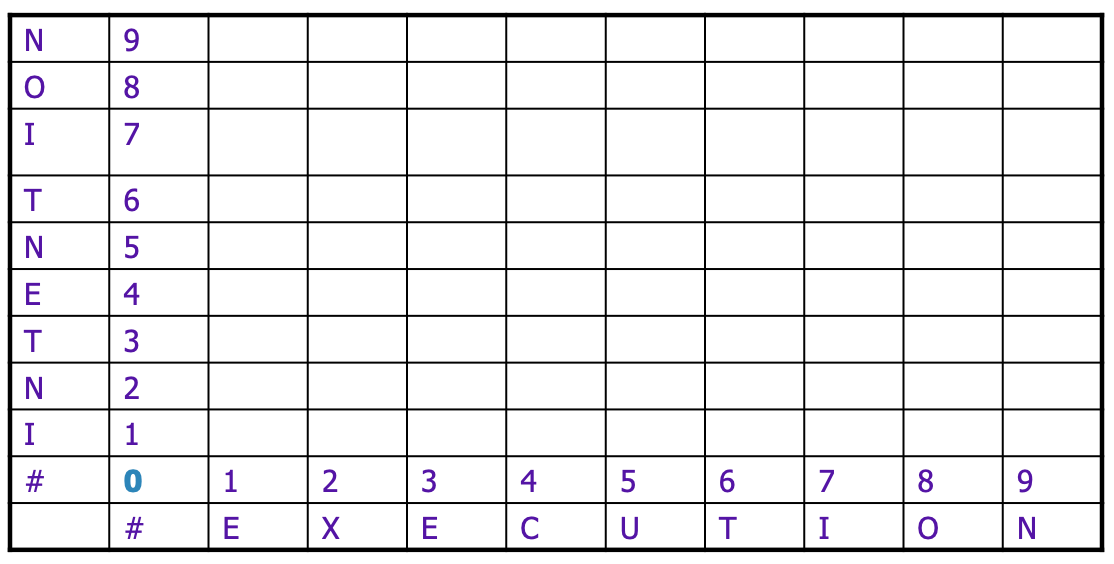 N 9
O 8
I 7
T 6
N 5
E 4
T 3
N 2
I 1
# 0 1 2 3 4 5 6 7 8 9
# E X E C U T I O N